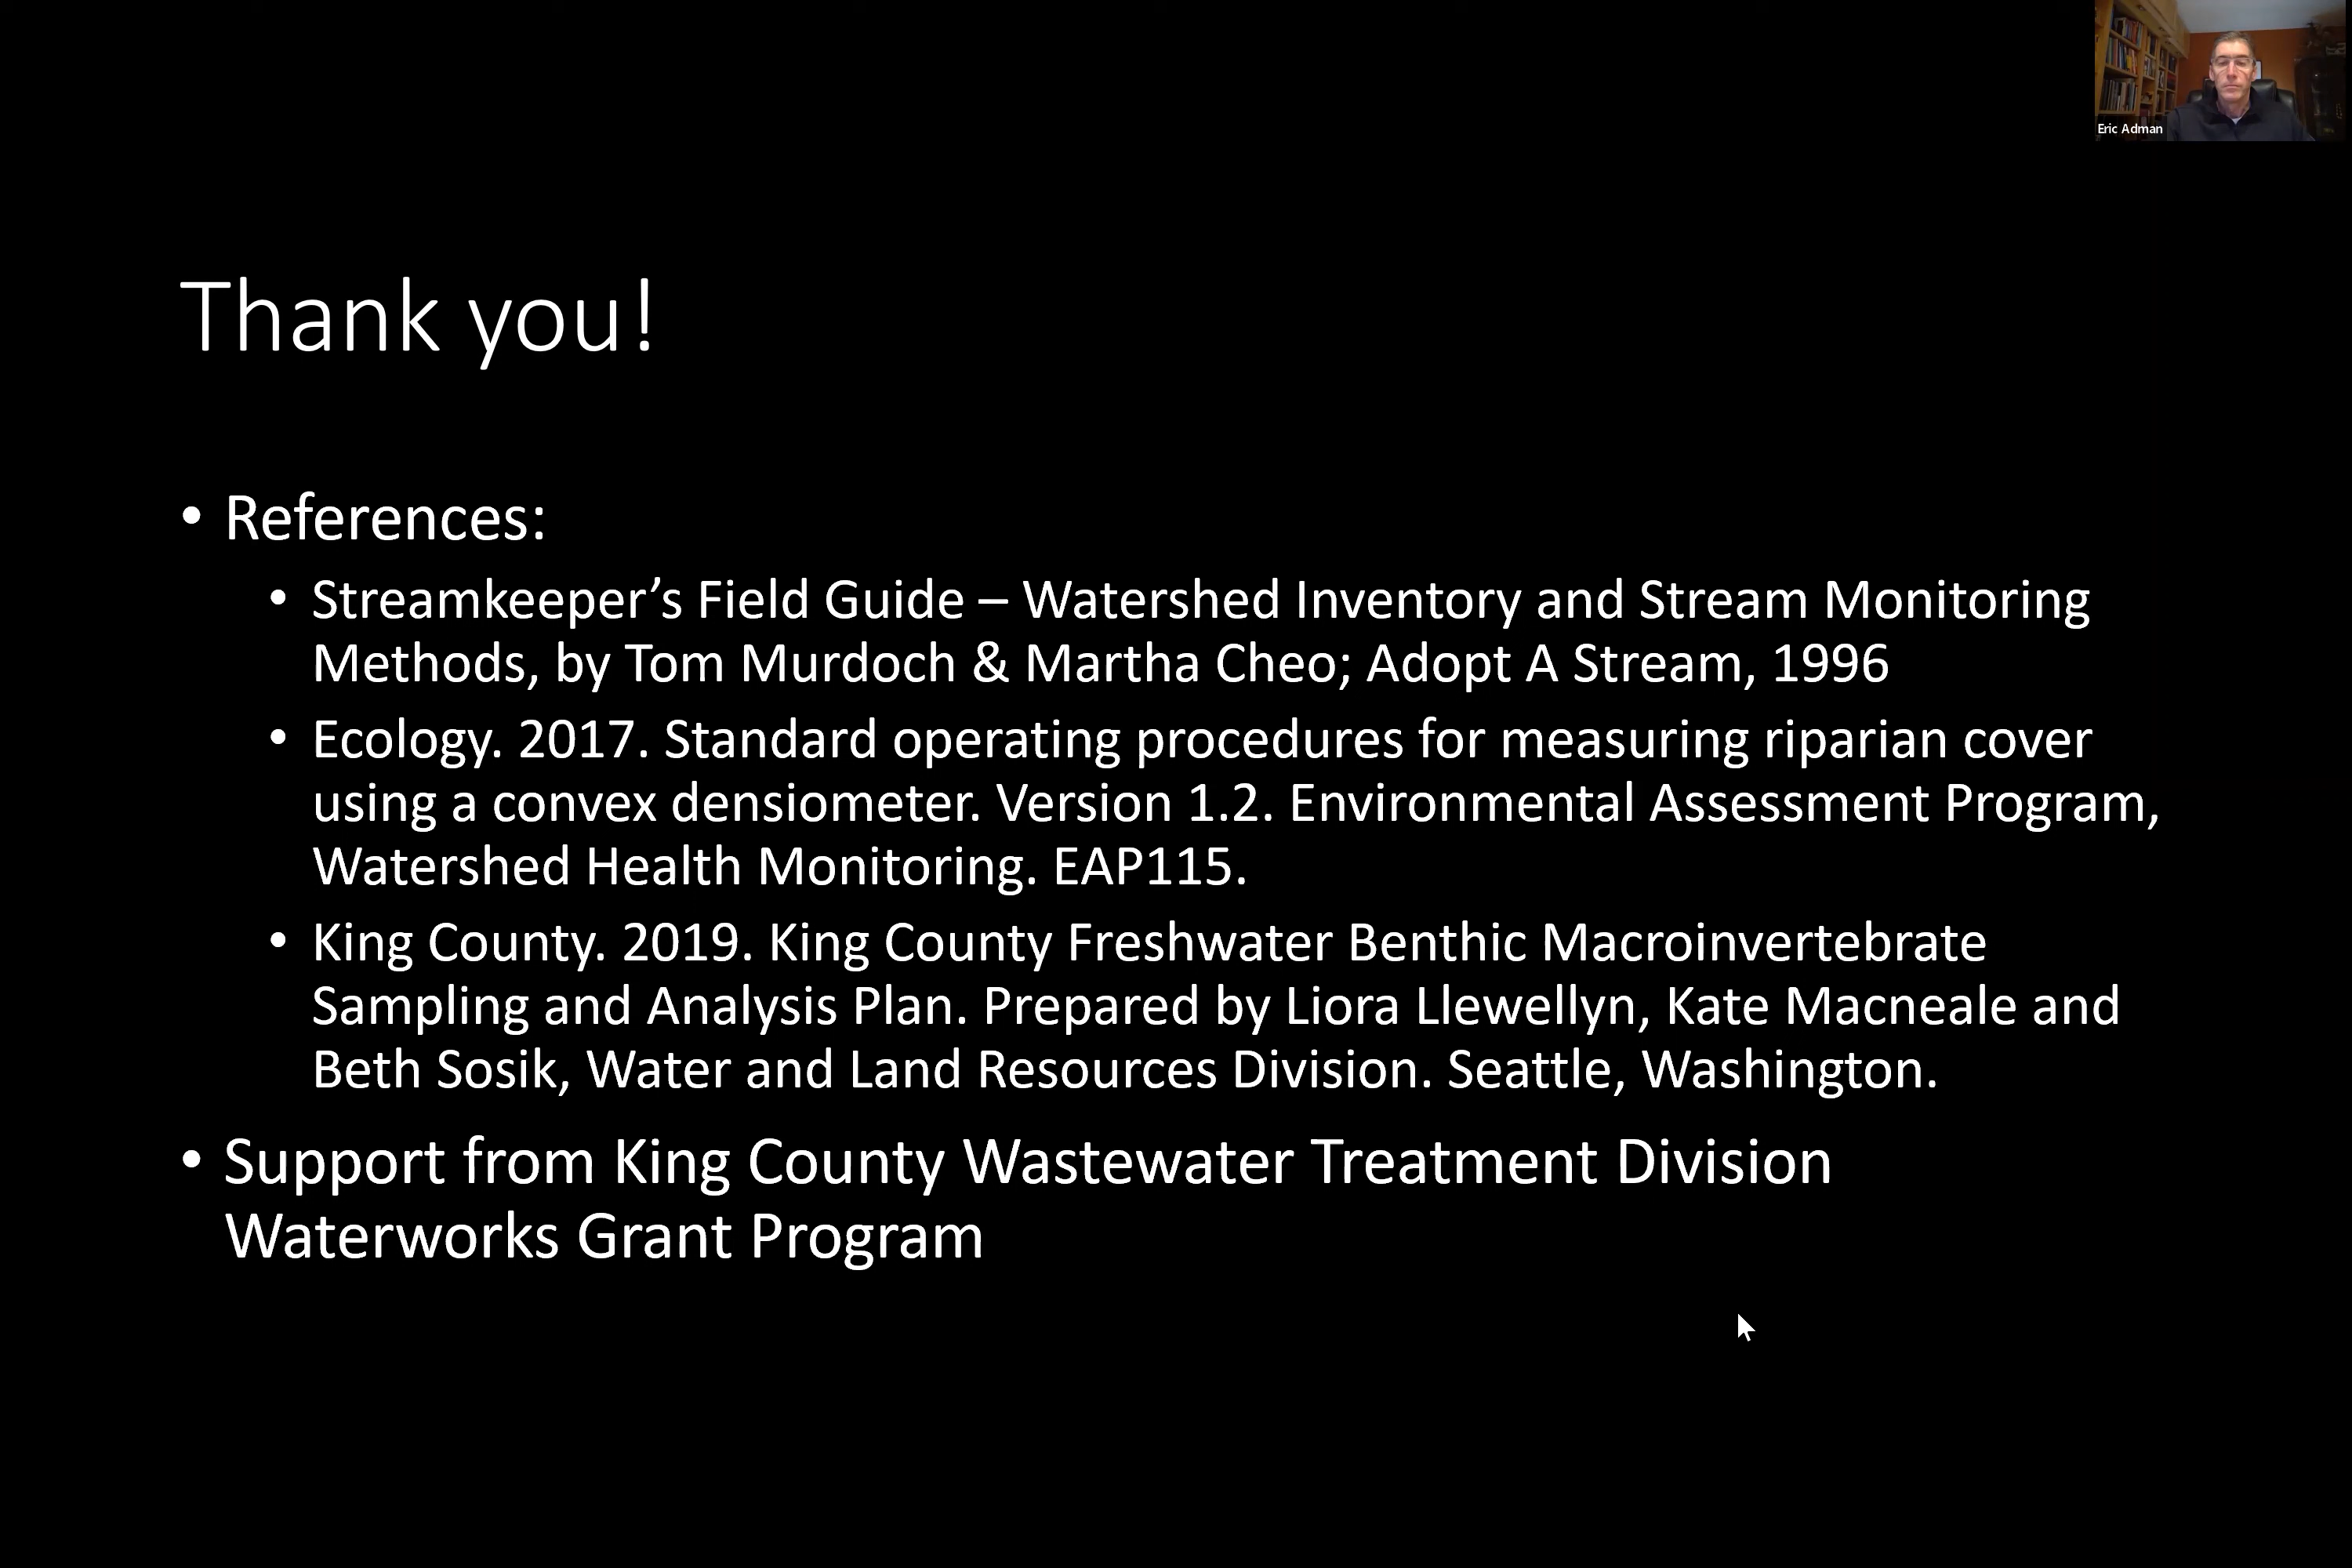 Eric Adman
Thank you!
• References:
• Streamkeeper’s Field Guide – Watershed Inventory and Stream Monitoring
Methods, by Tom Murdoch & Martha Cheo; Adopt A Stream, 1996
• Ecology. 2017. Standard operating procedures for measuring riparian cover
using a convex densiometer. Version 1.2. Environmental Assessment Program,
Watershed Health Monitoring. EAP115.
• King County. 2019. King County Freshwater Benthic Macroinvertebrate
Sampling and Analysis Plan. Prepared by Liora Llewellyn, Kate Macneale and
Beth Sosik, Water and Land Resources Division. Seattle, Washington.
• Support from King County Wastewater Treatment Division
Waterworks Grant Program